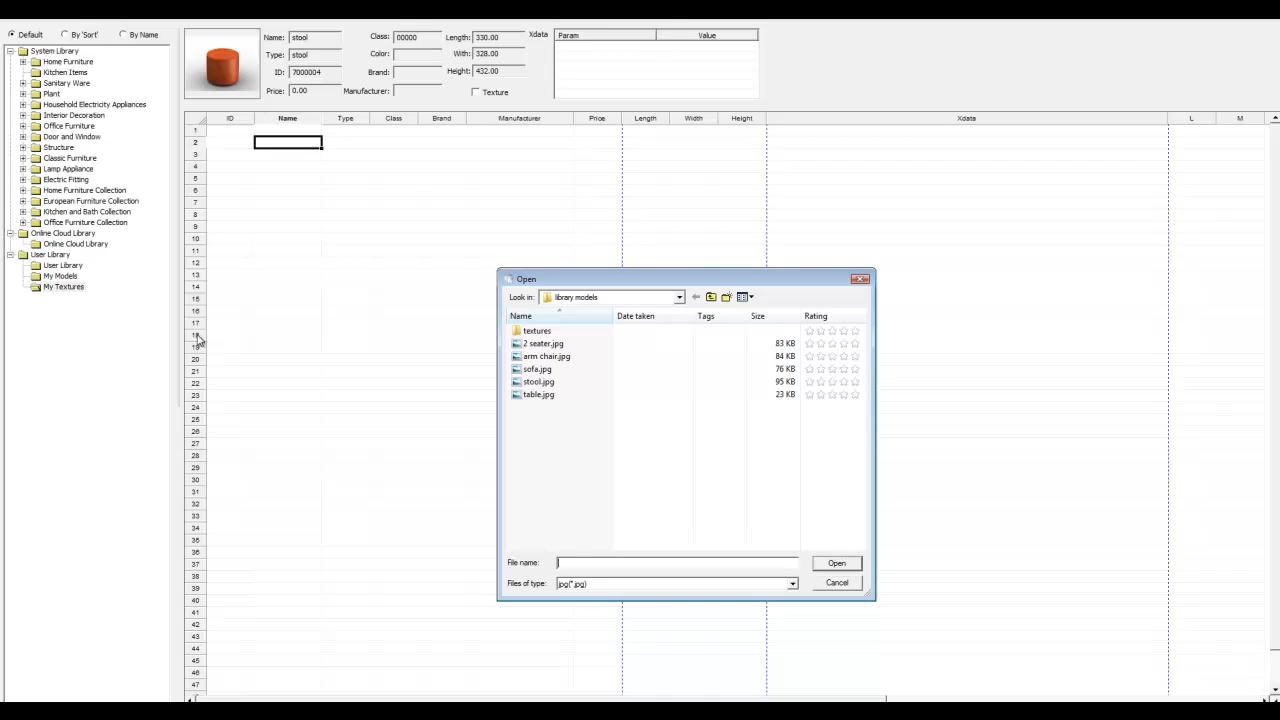 Default By 'Sort' By Name
System Library
Home Furniture
Kitchen Items
Sanitary Ware
Plant
Household Electricity Appliances
Interior Decoration
Office Furniture
Door and Window
Structure
Classic Furniture
Lamp Appliance
Electric Fitting
Home Furniture Collection
European Furniture Collection
Kitchen and Bath Collection
Office Furniture Collection
Online Cloud Library
Online Cloud Library
User Library
User Library
My Models
My Textures
Name: stool Class: 00000 Length: 330.00 Xdata Param Value
Type: stool Color: With: 328.00
ID: 7000004 Brand: Height: 432.00
Price: 0.00 Manufacturer: Texture
ID Name Type Class Brand Manufacturer Price Length Width Height Xdata L M
1
2
3
4
5
6
7
8
9
10
11
12
13
14
15
16
17
18
19
20
21
22
23
24
25
26
27
28
29
30
31
32
33
34
35
36
37
38
39
40
41
42
43
44
45
46
47
Open
Look in: library models
Name Date taken Tags Size Rating
textures
2 seater.jpg 83 KB
arm chair.jpg 84 KB
sofa.jpg 76 KB
stool.jpg 95 KB
table.jpg 23 KB
File name: Open
Files of type: jpg(*.jpg) Cancel